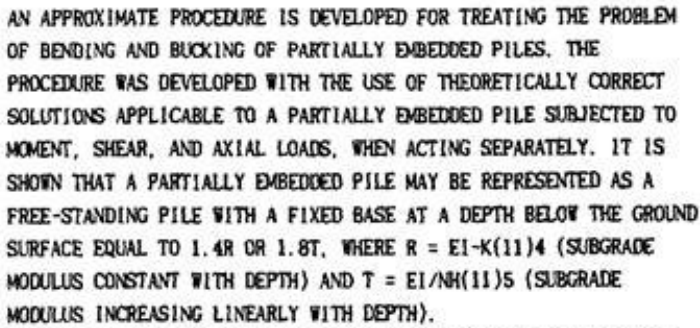 AN APPROXIMATE PROCEDURE IS DEVELOPED FOR TREATING THE PROBLEM
OF BENDING AND BUCKING OF PARTIALLY EMBEDDED PILES. THE
PROCEDURE WAS DEVELOPED WITH THE USE OF THEORETICALLY CORRECT
SOLUTIONS APPLICABLE TO A PARTIALLY EMBEDDED PILE SUBJECTED TO
MOMENT, SHEAR, AND AXIAL LOADS, WHEN ACTING SEPARATELY. IT IS
SHOWN THAT A PARTIALLY EMBEDDED PILE MAY BE REPRESENTED AS A
FREE-STANDING PILE WITH A FIXED BASE AT A DEPTH BELOW THE GROUND
SURFACE EQUAL TO 1.4R OR 1.8T, WHERE R = EI-K(11)4 (SUBGRADE
MODULUS CONSTANT WITH DEPTH) AND T = EI/NH(11)5 (SUBGRADE
MODULUS INCREASING LINEARLY WITH DEPTH).